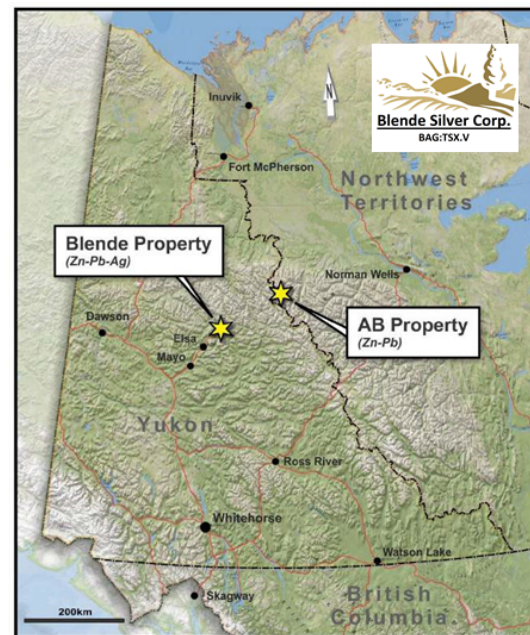 Blende Silver Corp.
BAG:TSX.V
N
Inuvik
Fort McPherson
Northwest
Territories
Blende Property
(Zn-Pb-Ag)
Norman Wells
AB Property
(Zn-Pb)
Dawson
Elsa
Mayo
Yukon
Ross River
Whitehorse
Watson Lake
Skagway
British
Columbia
200km